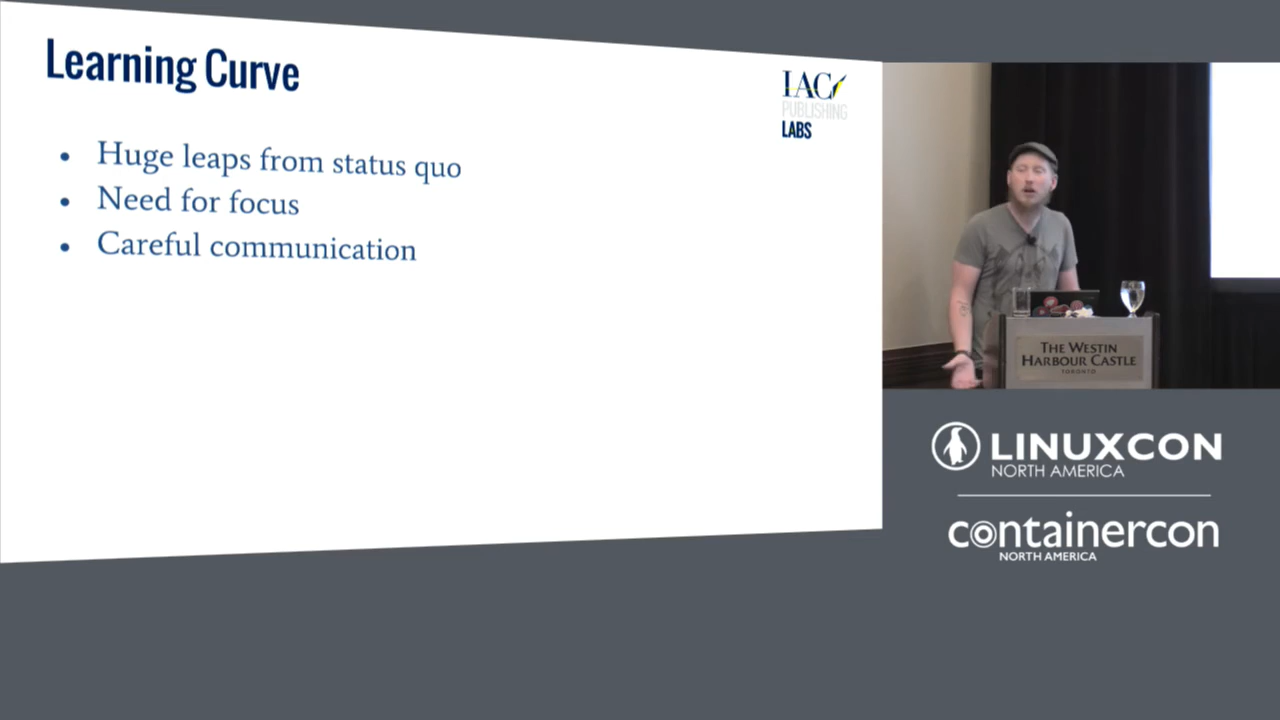 Learning Curve
IAC
PUBLISHING
LABS
• Huge leaps from status quo
• Need for focus
• Careful communication
THE WESTIN
HARBOUR CASTLE
TORONTO
LINUXCON
NORTH AMERICA
containercon
NORTH AMERICA